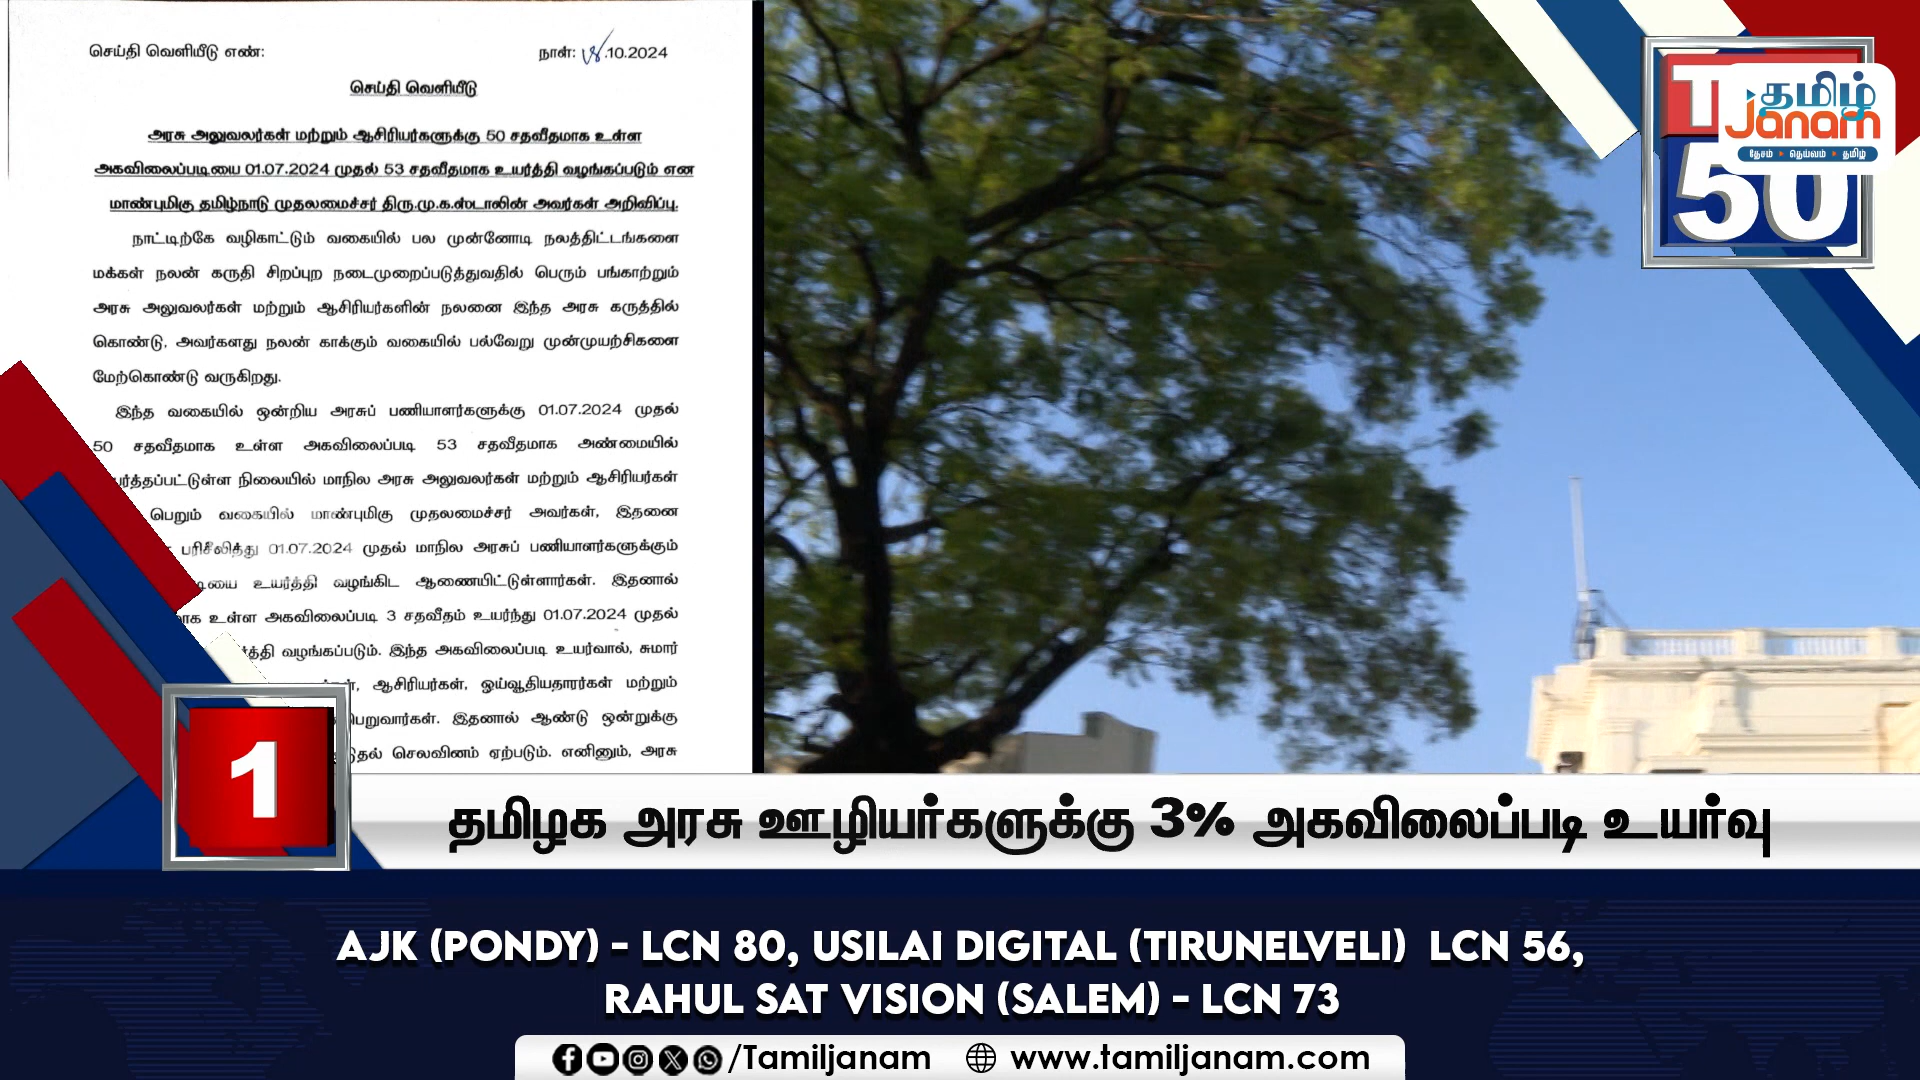 செய்தி வெளியீடு எண்:
நாள்: 18.10.2024
செய்தி வெளியீடு
அரசு அலுவலர்கள் மற்றும் ஆசிரியர்களுக்கு 50 சதவீதமாக உள்ள
அகவிலைப்படியை 01.07.2024 முதல் 53 சதவீதமாக உயர்த்தி வழங்கப்படும் என
மாண்புமிகு தமிழ்நாடு முதலமைச்சர் திரு.மு.க.ஸ்டாலின் அவர்கள் அறிவிப்பு.
நாட்டிற்கே வழிகாட்டும் வகையில் பல முன்னோடி நலத்திட்டங்களை
மக்கள் நலன் கருதி சிறப்புற நடைமுறைப்படுத்துவதில் பெரும் பங்காற்றும்
அரசு அலுவலர்கள் மற்றும் ஆசிரியர்களின் நலனை இந்த அரசு கருத்தில்
கொண்டு, அவர்களது நலன் காக்கும் வகையில் பல்வேறு முன்முயற்சிகளை
மேற்கொண்டு வருகிறது.
இந்த வகையில் ஒன்றிய அரசுப் பணியாளர்களுக்கு 01.07.2024 முதல்
50 சதவீதமாக உள்ள அகவிலைப்படி 53 சதவீதமாக அண்மையில்
நிலையில் மாநில அரசு அலுவலர்கள் மற்றும் ஆசிரியர்கள்
பெறும் வகையில் மாண்புமிகு முதலமைச்சர் அவர்கள், இதனை
பரிசீலித்து 01.07.2024 முதல் மாநில அரசுப் பணியாளர்களுக்கும்
உயர்த்தி வழங்கிட ஆணையிட்டுள்ளார்கள். இதனால்
உள்ள அகவிலைப்படி 3 சதவீதம் உயர்ந்து 01.07.2024 முதல்
வழங்கப்படும். இந்த அகவிலைப்படி உயர்வால், சுமார்
ஆசிரியர்கள், ஓய்வூதியதாரர்கள் மற்றும்
பெறுவார்கள். இதனால் ஆண்டு ஒன்றுக்கு
செலவினம் ஏற்படும். எனினும், அரசு
தமிழ்
Janam
தேசம் தெய்வம் தமிழ்
50
1
தமிழக அரசு ஊழியர்களுக்கு 3% அகவிலைப்படி உயர்வு
AJK (PONDY) - LCN 80, USILAI DIGITAL (TIRUNELVELI) LCN 56,
RAHUL SAT VISION (SALEM) - LCN 73
/Tamiljanam www.tamiljanam.com